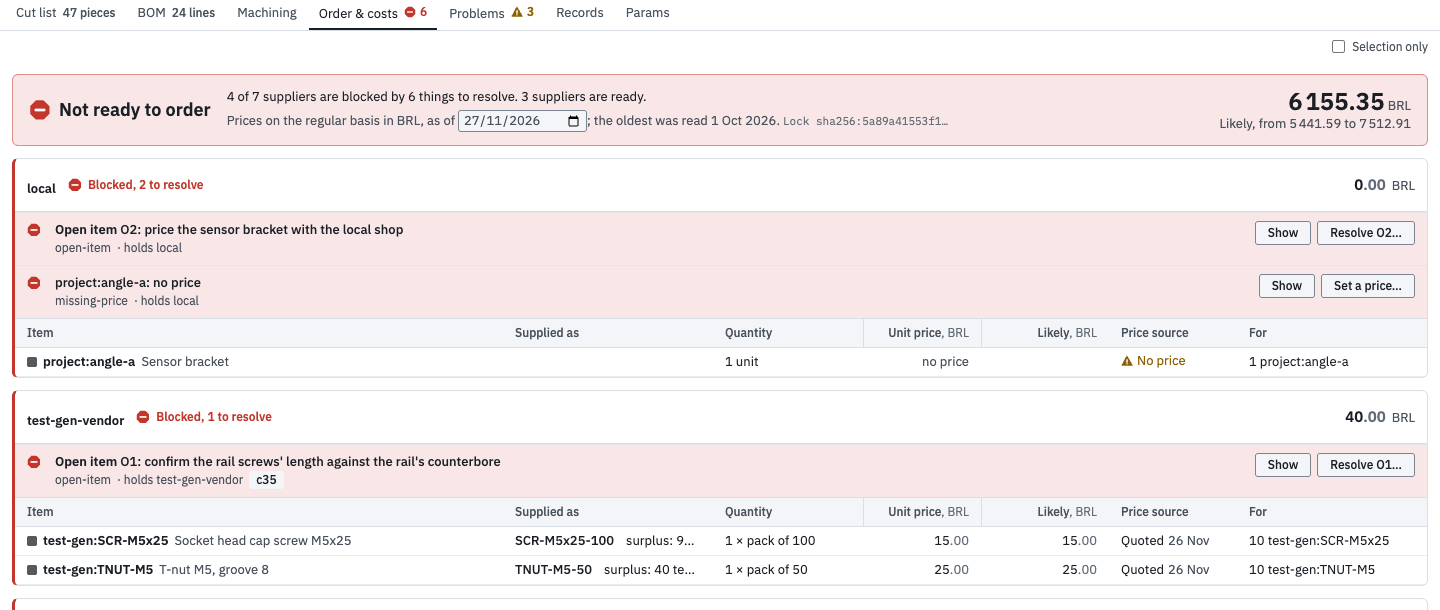 Cut list 47 pieces BOM 24 lines Machining Order & costs 6 Problems 3 Records Params
Selection only
Not ready to order
4 of 7 suppliers are blocked by 6 things to resolve. 3 suppliers are ready.
Prices on the regular basis in BRL, as of 27/11/2026; the oldest was read 1 Oct 2026. Lock sha256:5a89a41553f1…
6 155.35 BRL
Likely, from 5 441.59 to 7 512.91
local Blocked, 2 to resolve 0.00 BRL
Open item O2: price the sensor bracket with the local shop
open-item · holds local
Show Resolve O2…
project:angle-a: no price
missing-price · holds local
Show Set a price…
Item Supplied as Quantity Unit price, BRL Likely, BRL Price source For
project:angle-a Sensor bracket 1 unit no price No price 1 project:angle-a
test-gen-vendor Blocked, 1 to resolve 40.00 BRL
Open item O1: confirm the rail screws' length against the rail's counterbore
open-item · holds test-gen-vendor c35
Show Resolve O1…
Item Supplied as Quantity Unit price, BRL Likely, BRL Price source For
test-gen:SCR-M5x25 Socket head cap screw M5x25 SCR-M5x25-100 surplus: 9… 1 × pack of 100 15.00 15.00 Quoted 26 Nov 10 test-gen:SCR-M5x25
test-gen:TNUT-M5 T-nut M5, groove 8 TNUT-M5-50 surplus: 40 te… 1 × pack of 50 25.00 25.00 Quoted 26 Nov 10 test-gen:TNUT-M5